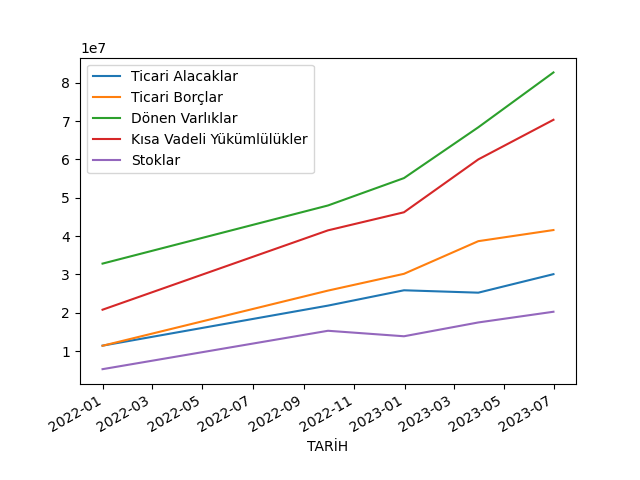 1e7
Ticari Alacaklar
Ticari Borçlar
Dönen Varlıklar
Kısa Vadeli Yükümlülükler
Stoklar
8
7
6
5
4
3
2
1
2022-01
2022-03
2022-05
2022-07
2022-09
2022-11
2023-01
2023-03
2023-05
2023-07
TARİH